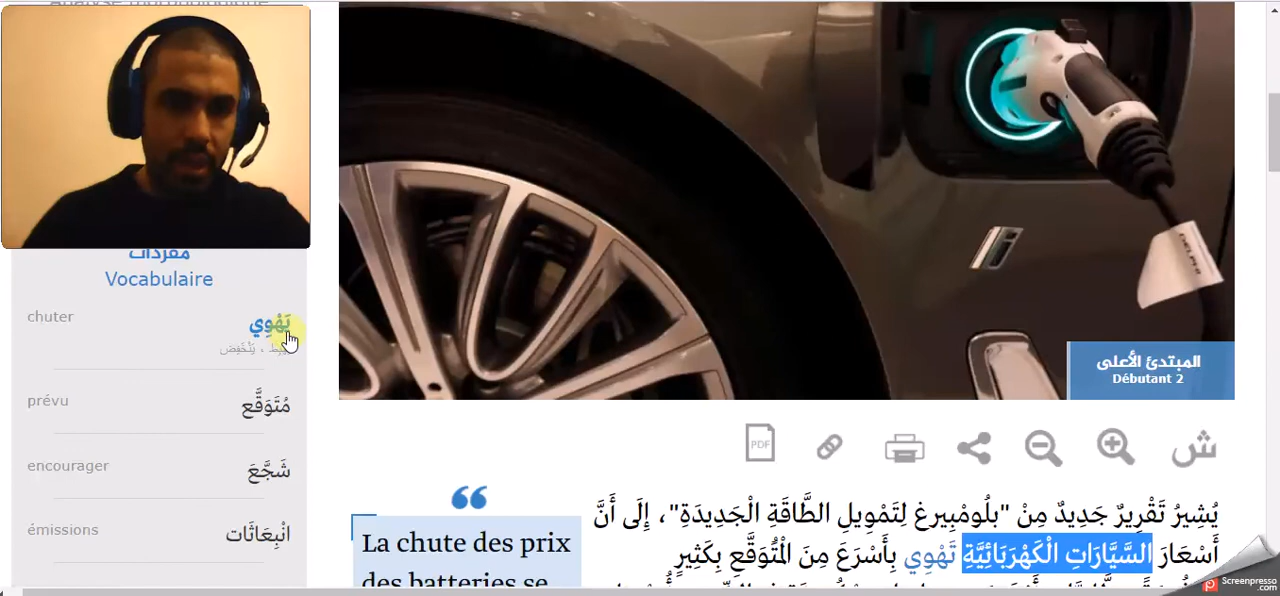 مفردات
Vocabulaire
chuter
يَهْوِي
، يَنْخَفِض
prévu
مُتَوَقَّع
encourager
شَجَّعَ
émissions
انْبِعَاثَات
DELPHI
المبتدئ الأعلى
Débutant 2
PDF
ش
يُشِيرُ تَقْرِيرٌ جَدِيدٌ مِنْ "بلُومْبِيرغ لِتَمْوِيلِ الطَّاقَةِ الْجَدِيدَةِ"، إِلَى أَنَّ
أَسْعَارَ السَّيَّارَاتِ الْكَهْرَبَائِيَّةِ تَهْوِي بِأَسْرَعَ مِنَ الْمُتَوَقَّعِ بِكَثِيرٍ
La chute des prix
des batteries se
Screenpresso
.com